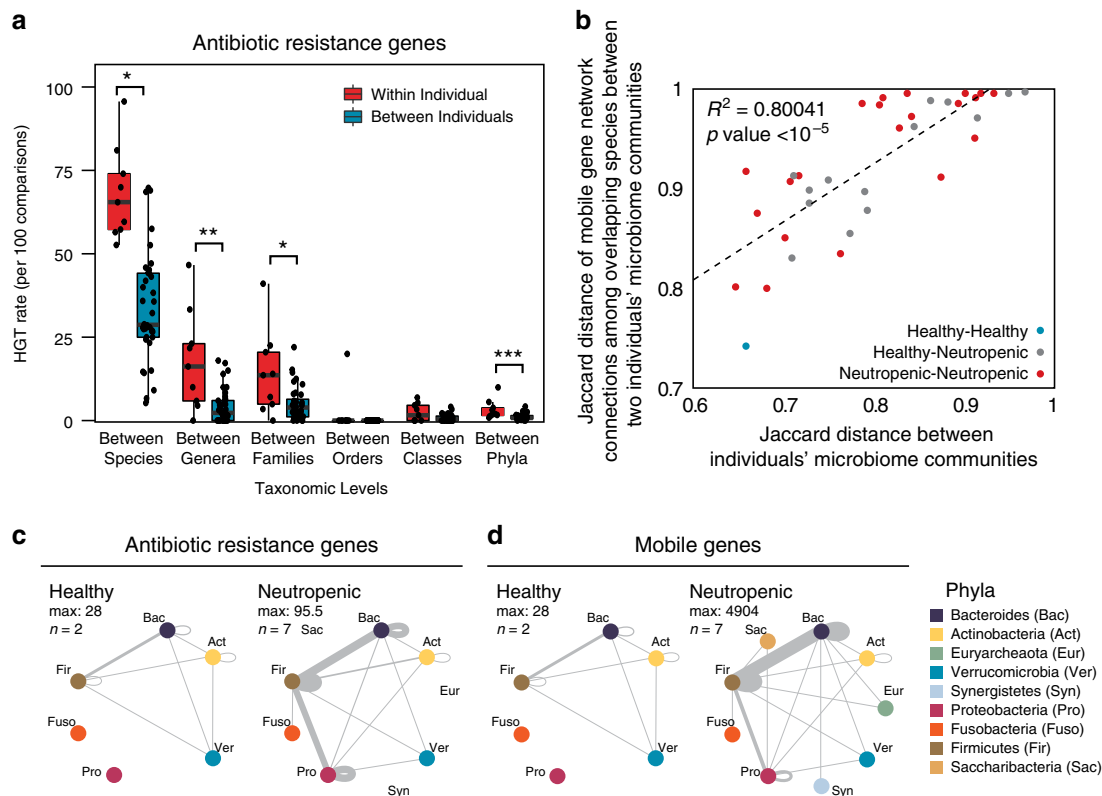 a
Antibiotic resistance genes
HGT rate (per 100 comparisons)
100
75
50
25
0
*
**
*
***
Within Individual
Between Individuals
Between Species
Between Genera
Between Families
Between Orders
Between Classes
Between Phyla
Taxonomic Levels
b
Jaccard distance of mobile gene network
connections among overlapping species between
two individuals’ microbiome communities
1
0.9
0.8
0.7
R² = 0.80041
p value <10⁻⁵
Healthy-Healthy
Healthy-Neutropenic
Neutropenic-Neutropenic
0.6
0.7
0.8
0.9
1
Jaccard distance between
individuals’ microbiome communities
c
Antibiotic resistance genes
Healthy
max: 28
n = 2
Bac
Act
Fir
Fuso
Ver
Pro
Neutropenic
max: 95.5
n = 7
Sac
Bac
Act
Fir
Eur
Fuso
Ver
Pro
Syn
d
Mobile genes
Healthy
max: 28
n = 2
Bac
Act
Fir
Fuso
Ver
Pro
Neutropenic
max: 4904
n = 7
Sac
Bac
Act
Fir
Eur
Fuso
Ver
Pro
Syn
Phyla
Bacteroides (Bac)
Actinobacteria (Act)
Euryarcheaota (Eur)
Verrucomicrobia (Ver)
Synergistetes (Syn)
Proteobacteria (Pro)
Fusobacteria (Fuso)
Firmicutes (Fir)
Saccharibacteria (Sac)